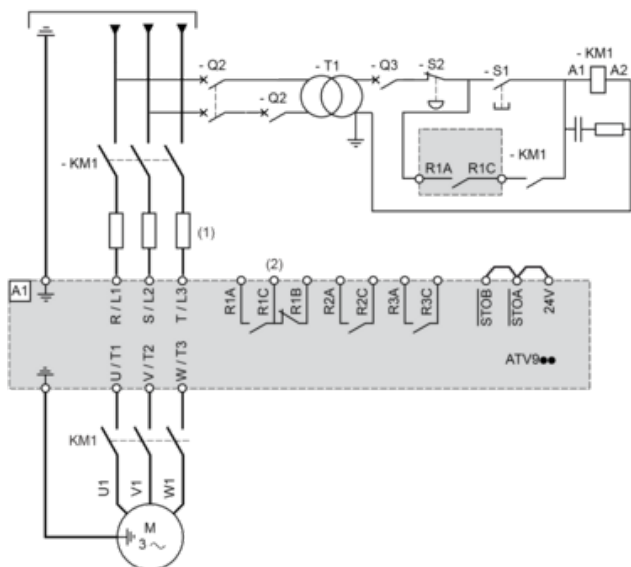 - Q2
- T1
- Q3
- S2
- S1
- KM1
A1
A2
- Q2
- KM1
R1A
R1C
- KM1
(1)
(2)
A1
R / L1
S / L2
T / L3
R1A
R1C
R1B
R2A
R2C
R3A
R3C
STOB
STOA
24V
U / T1
V / T2
W / T3
ATV9●●
KM1
U1
V1
W1
M
3 ~